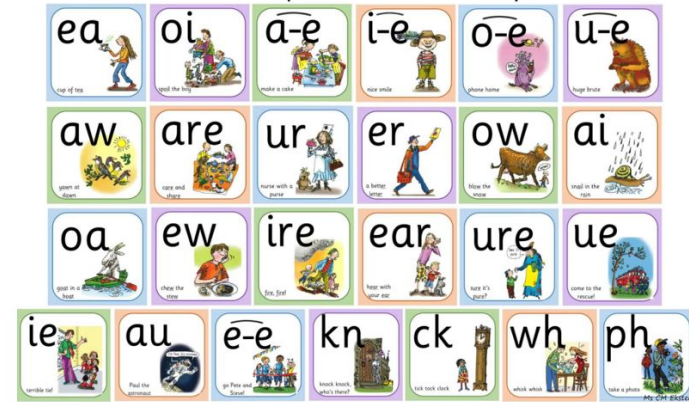 ea oi a-e i-e o-e u-e
cup of tea spoil the boy make a cake nice smile phone home huge brute
aw are ur er ow ai
yawn at care and nurse with a a better blow the snail in the
dawn share purse letter snow rain
oa ew ire ear ure ue
goat in a chew the fire, fire! hear with sure it's come to the
boat stew your ear pure? rescue!
ie au e-e kn ck wh ph
terrible tie! Paul the go Pete and knock knock, tick tock clock whisk whisk take a photo
astronaut Steve! who's there?
Ms CM